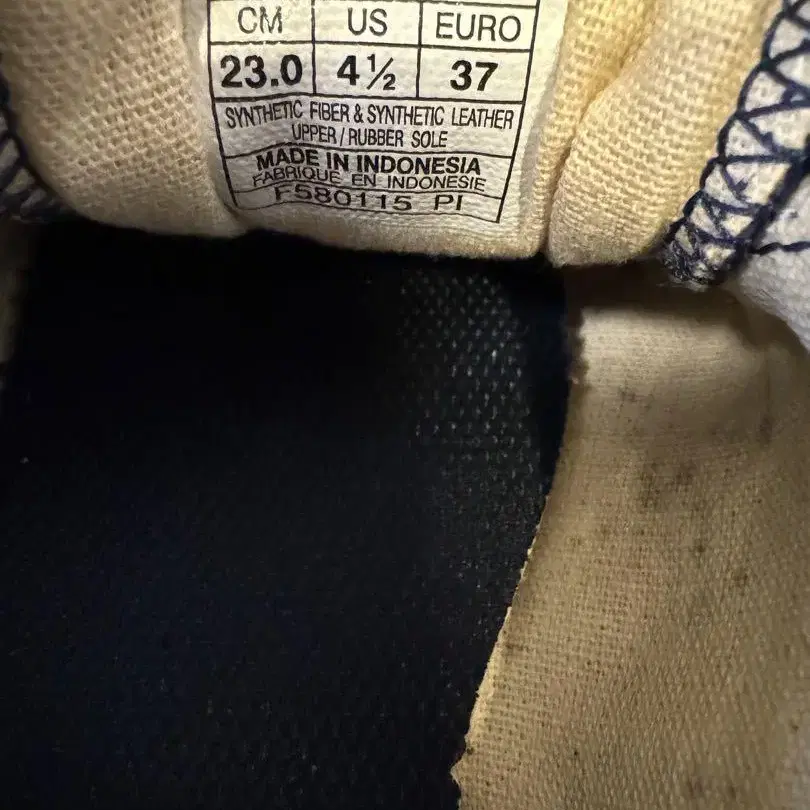 CM US EURO
23.0 4½ 37
SYNTHETIC FIBER & SYNTHETIC LEATHER
UPPER / RUBBER SOLE
MADE IN INDONESIA
FABRIQUE EN INDONESIE
F580115 PI